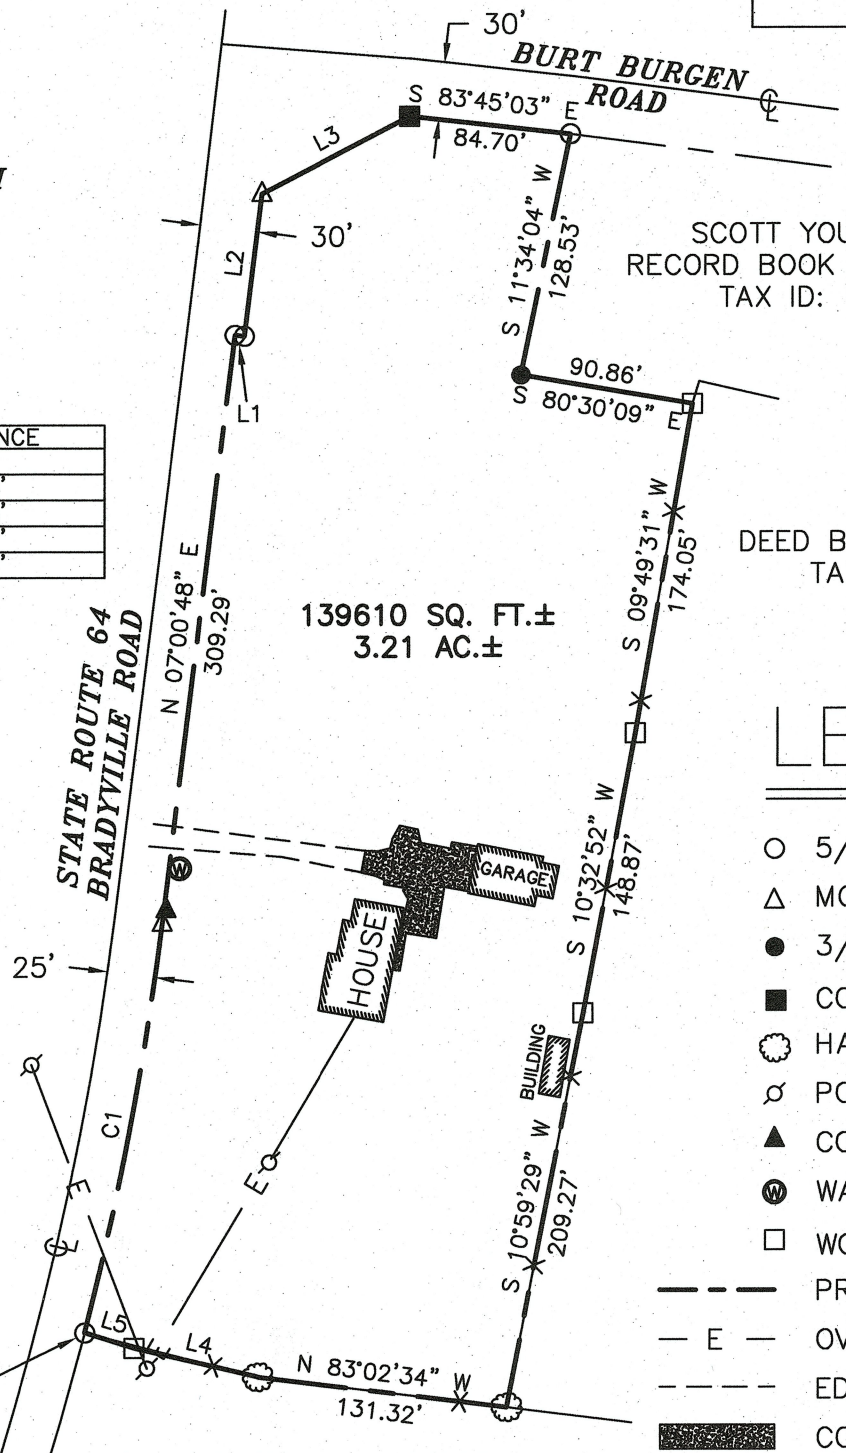 30'
BURT BURGEN
ROAD
S 83°45'03" E
84.70'
L3
L2
30'
L1
S 11°34'04" W
128.53'
SCOTT YOU
RECORD BOOK
TAX ID:
90.86'
S 80°30'09" E
NCE
S 09°49'31" W
174.05'
DEED B
TA
N 07°00'48" E
309.29'
139610 SQ. FT.±
3.21 AC.±
STATE ROUTE 64
BRADYVILLE ROAD
LE
S 10°32'52" W
148.87'
W
GARAGE
HOUSE
25'
BUILDING
C1
E
E
S 10°59'29" W
209.27'
5/
MO
3/
CO
HA
PO
CO
W WA
WO
PR
E OV
ED
CO
L5
L4
E
N 83°02'34" W
131.32'